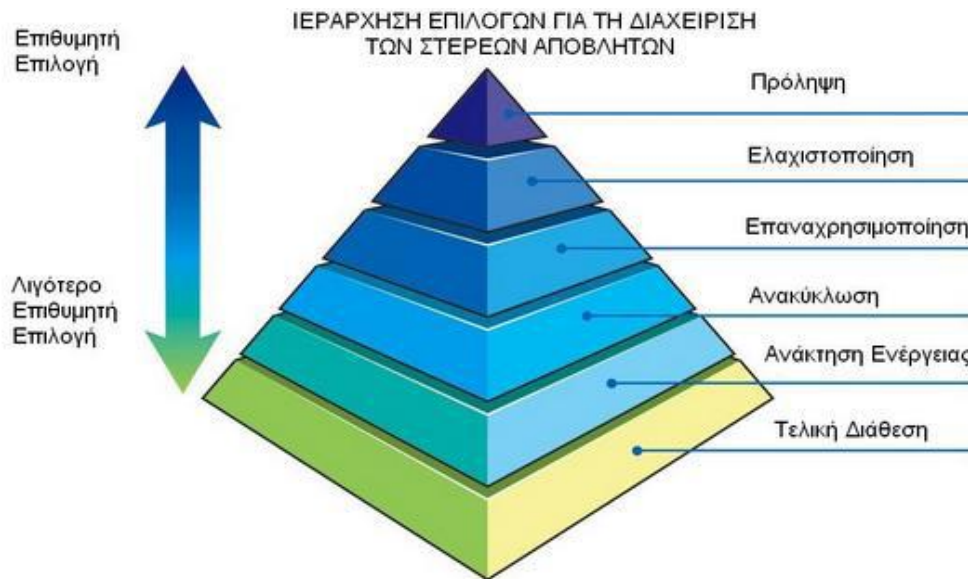 ΙΕΡΑΡΧΗΣΗ ΕΠΙΛΟΓΩΝ ΓΙΑ ΤΗ ΔΙΑΧΕΙΡΙΣΗ
ΤΩΝ ΣΤΕΡΕΩΝ ΑΠΟΒΛΗΤΩΝ
Επιθυμητή
Επιλογή
Πρόληψη
Ελαχιστοποίηση
Επαναχρησιμοποίηση
Λιγότερο
Επιθυμητή
Επιλογή
Ανακύκλωση
Ανάκτηση Ενέργειας
Τελική Διάθεση